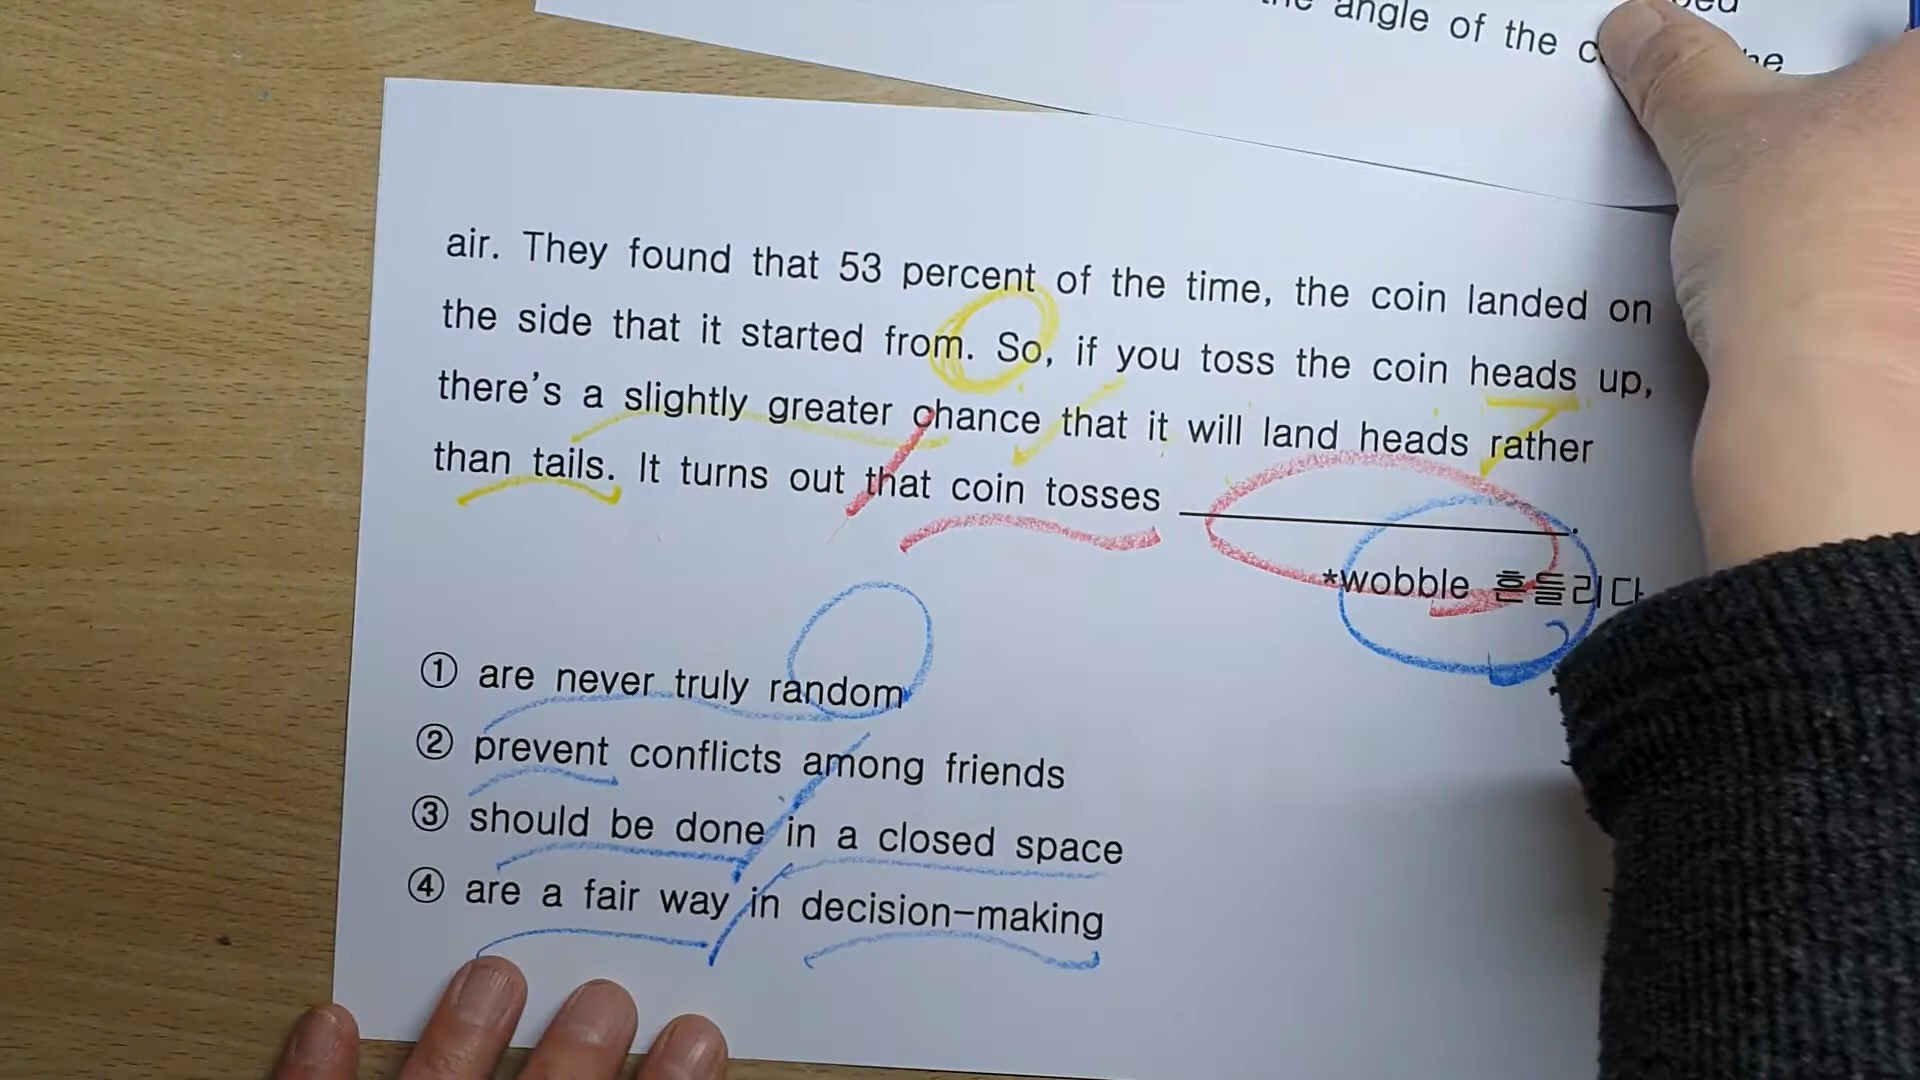 angle of the
air. They found that 53 percent of the time, the coin landed on
the side that it started from. So, if you toss the coin heads up,
there's a slightly greater chance that it will land heads rather
than tails. It turns out that coin tosses ____________.
*wobble 흔들리다
① are never truly random
② prevent conflicts among friends
③ should be done in a closed space
④ are a fair way in decision-making